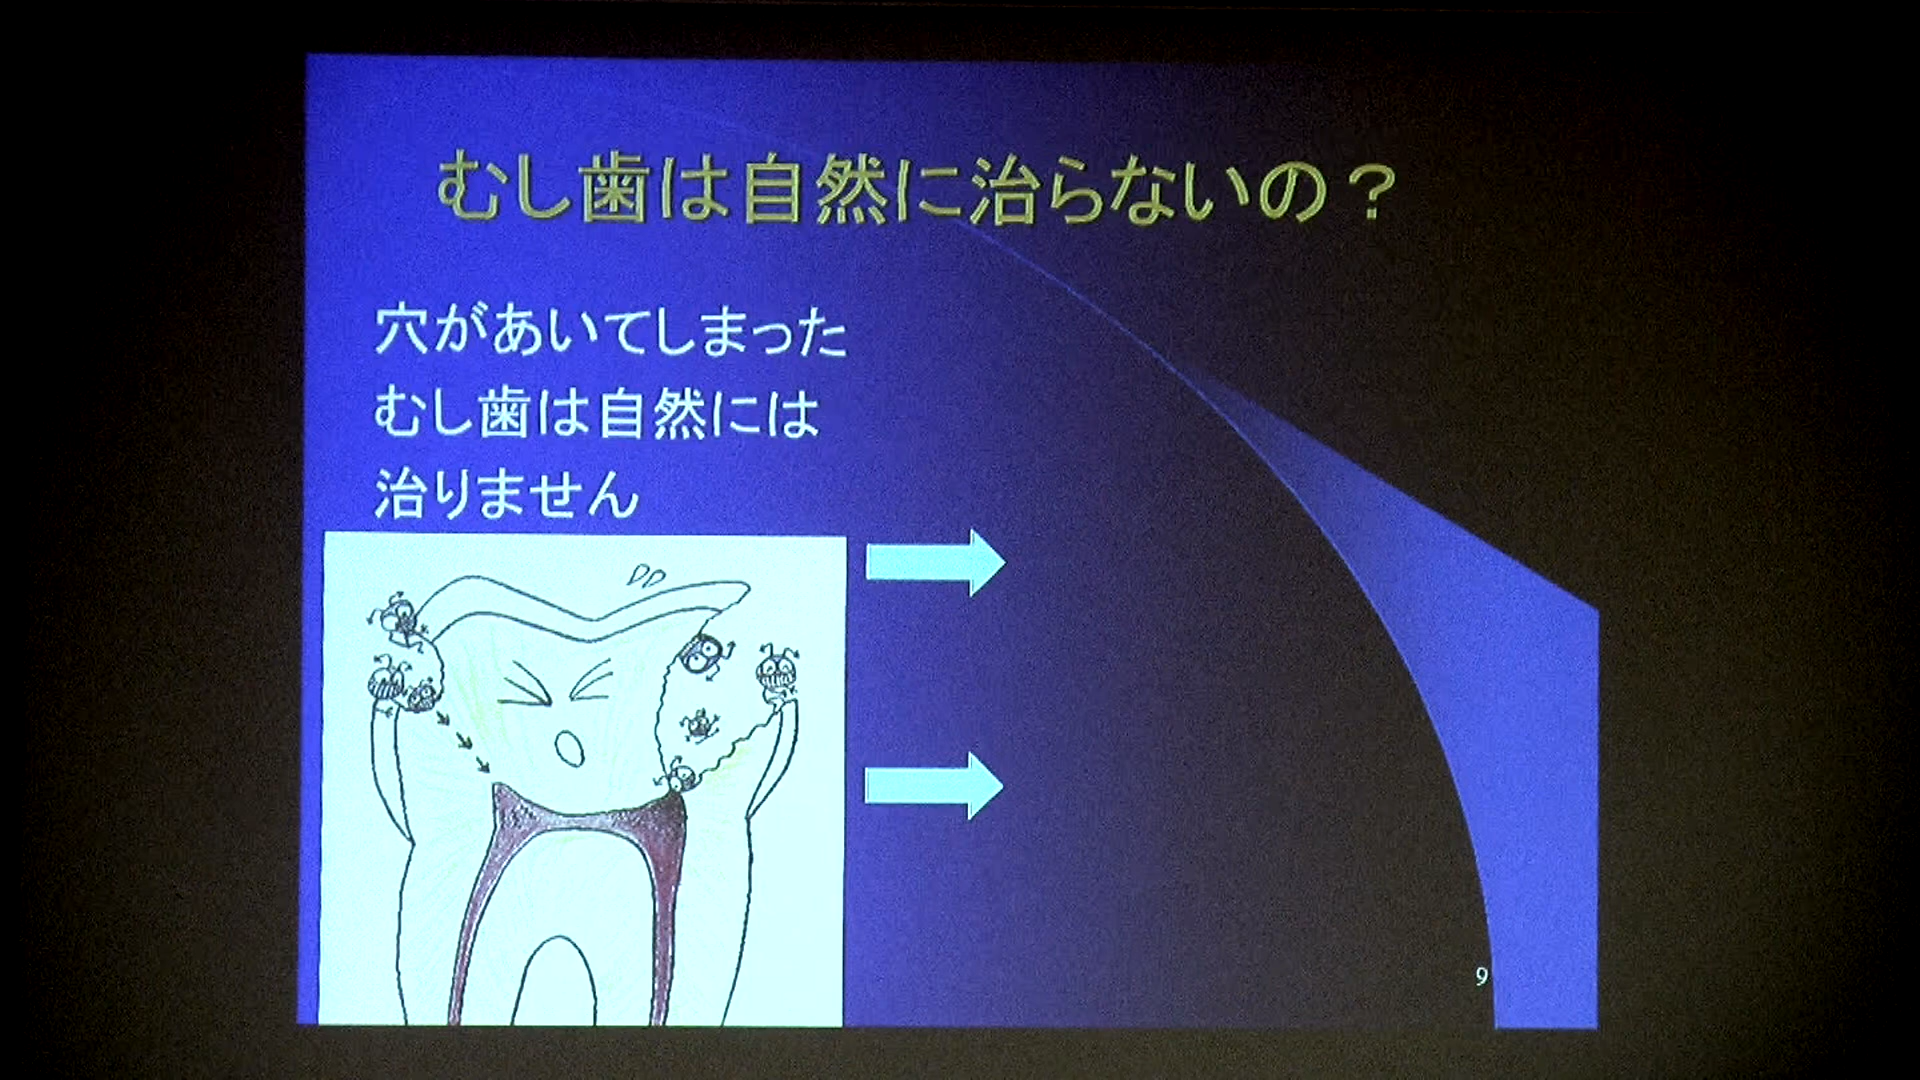 むし歯は自然に治らないの？
穴があいてしまった
むし歯は自然には
治りません
9